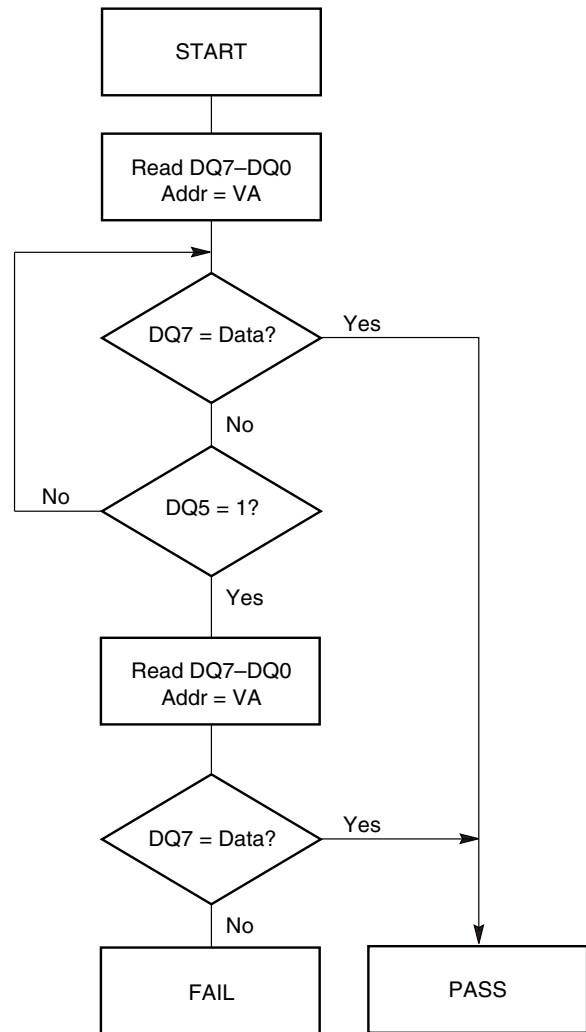 START
Read DQ7–DQ0
Addr = VA
DQ7 = Data?
Yes
No
No
DQ5 = 1?
Yes
Read DQ7–DQ0
Addr = VA
DQ7 = Data?
Yes
No
FAIL
PASS